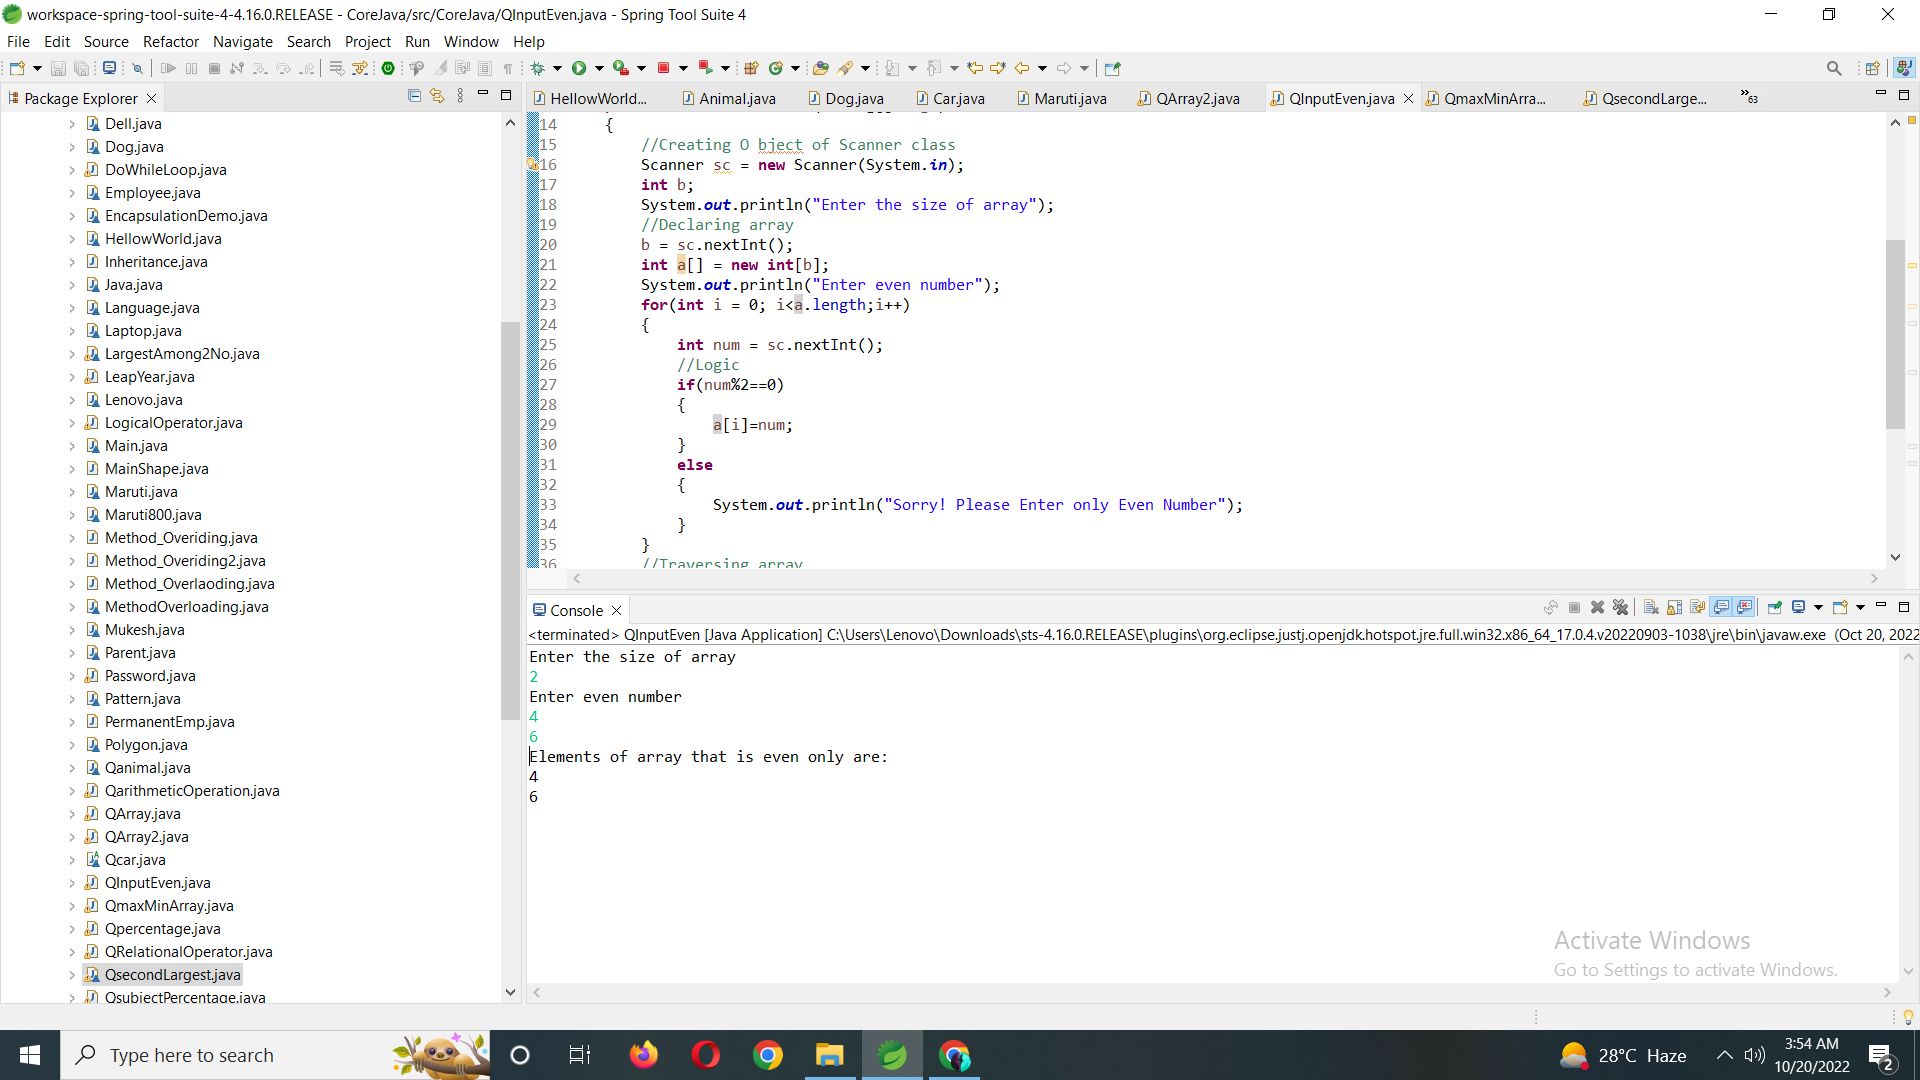 workspace-spring-tool-suite-4-4.16.0.RELEASE - CoreJava/src/CoreJava/QInputEven.java - Spring Tool Suite 4
File Edit Source Refactor Navigate Search Project Run Window Help
Package Explorer
Dell.java
Dog.java
DoWhileLoop.java
Employee.java
EncapsulationDemo.java
HellowWorld.java
Inheritance.java
Java.java
Language.java
Laptop.java
LargestAmong2No.java
LeapYear.java
Lenovo.java
LogicalOperator.java
Main.java
MainShape.java
Maruti.java
Maruti800.java
Method_Overiding.java
Method_Overiding2.java
Method_Overlaoding.java
MethodOverloading.java
Mukesh.java
Parent.java
Password.java
Pattern.java
PermanentEmp.java
Polygon.java
Qanimal.java
QarithmeticOperation.java
QArray.java
QArray2.java
Qcar.java
QInputEven.java
QmaxMinArray.java
Qpercentage.java
QRelationalOperator.java
QsecondLargest.java
QsubjectPercentage.java
HellowWorld... Animal.java Dog.java Car.java Maruti.java QArray2.java QInputEven.java QmaxMinArra... QsecondLarge... »63
14 {
15 //Creating O bject of Scanner class
16 Scanner sc = new Scanner(System.in);
17 int b;
18 System.out.println("Enter the size of array");
19 //Declaring array
20 b = sc.nextInt();
21 int a[] = new int[b];
22 System.out.println("Enter even number");
23 for(int i = 0; i<a.length;i++)
24 {
25 int num = sc.nextInt();
26 //Logic
27 if(num%2==0)
28 {
29 a[i]=num;
30 }
31 else
32 {
33 System.out.println("Sorry! Please Enter only Even Number");
34 }
35 }
36 //Traversing array
Console
<terminated> QInputEven [Java Application] C:\Users\Lenovo\Downloads\sts-4.16.0.RELEASE\plugins\org.eclipse.justj.openjdk.hotspot.jre.full.win32.x86_64_17.0.4.v20220903-1038\jre\bin\javaw.exe (Oct 20, 2022
Enter the size of array
2
Enter even number
4
6
Elements of array that is even only are:
4
6
Activate Windows
Go to Settings to activate Windows.
Type here to search
28°C Haze
3:54 AM
10/20/2022
2